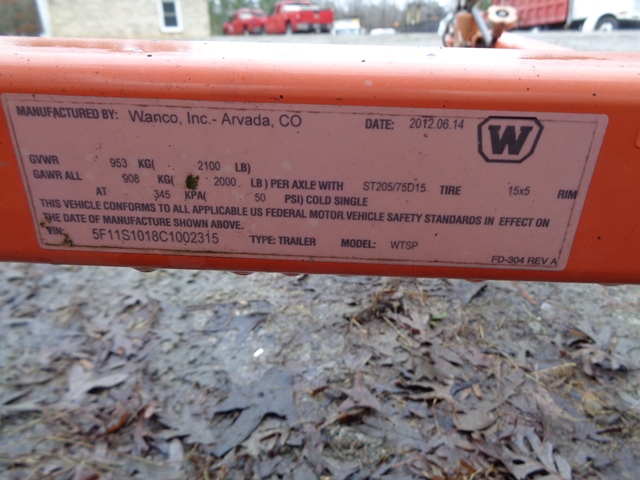 MANUFACTURED BY: Wanco, Inc.- Arvada, CO DATE: 2012.06.14 W
GVWR 953 KG( 2100 LB)
GAWR ALL 908 KG( 2000 LB) PER AXLE WITH ST205/75D15 TIRE 15x5 RIM
AT 345 KPA( 50 PSI) COLD SINGLE
THIS VEHICLE CONFORMS TO ALL APPLICABLE US FEDERAL MOTOR VEHICLE SAFETY STANDARDS IN EFFECT ON
THE DATE OF MANUFACTURE SHOWN ABOVE.
VIN: 5F11S1018C1002315 TYPE: TRAILER MODEL: WTSP
FD-304 REV A